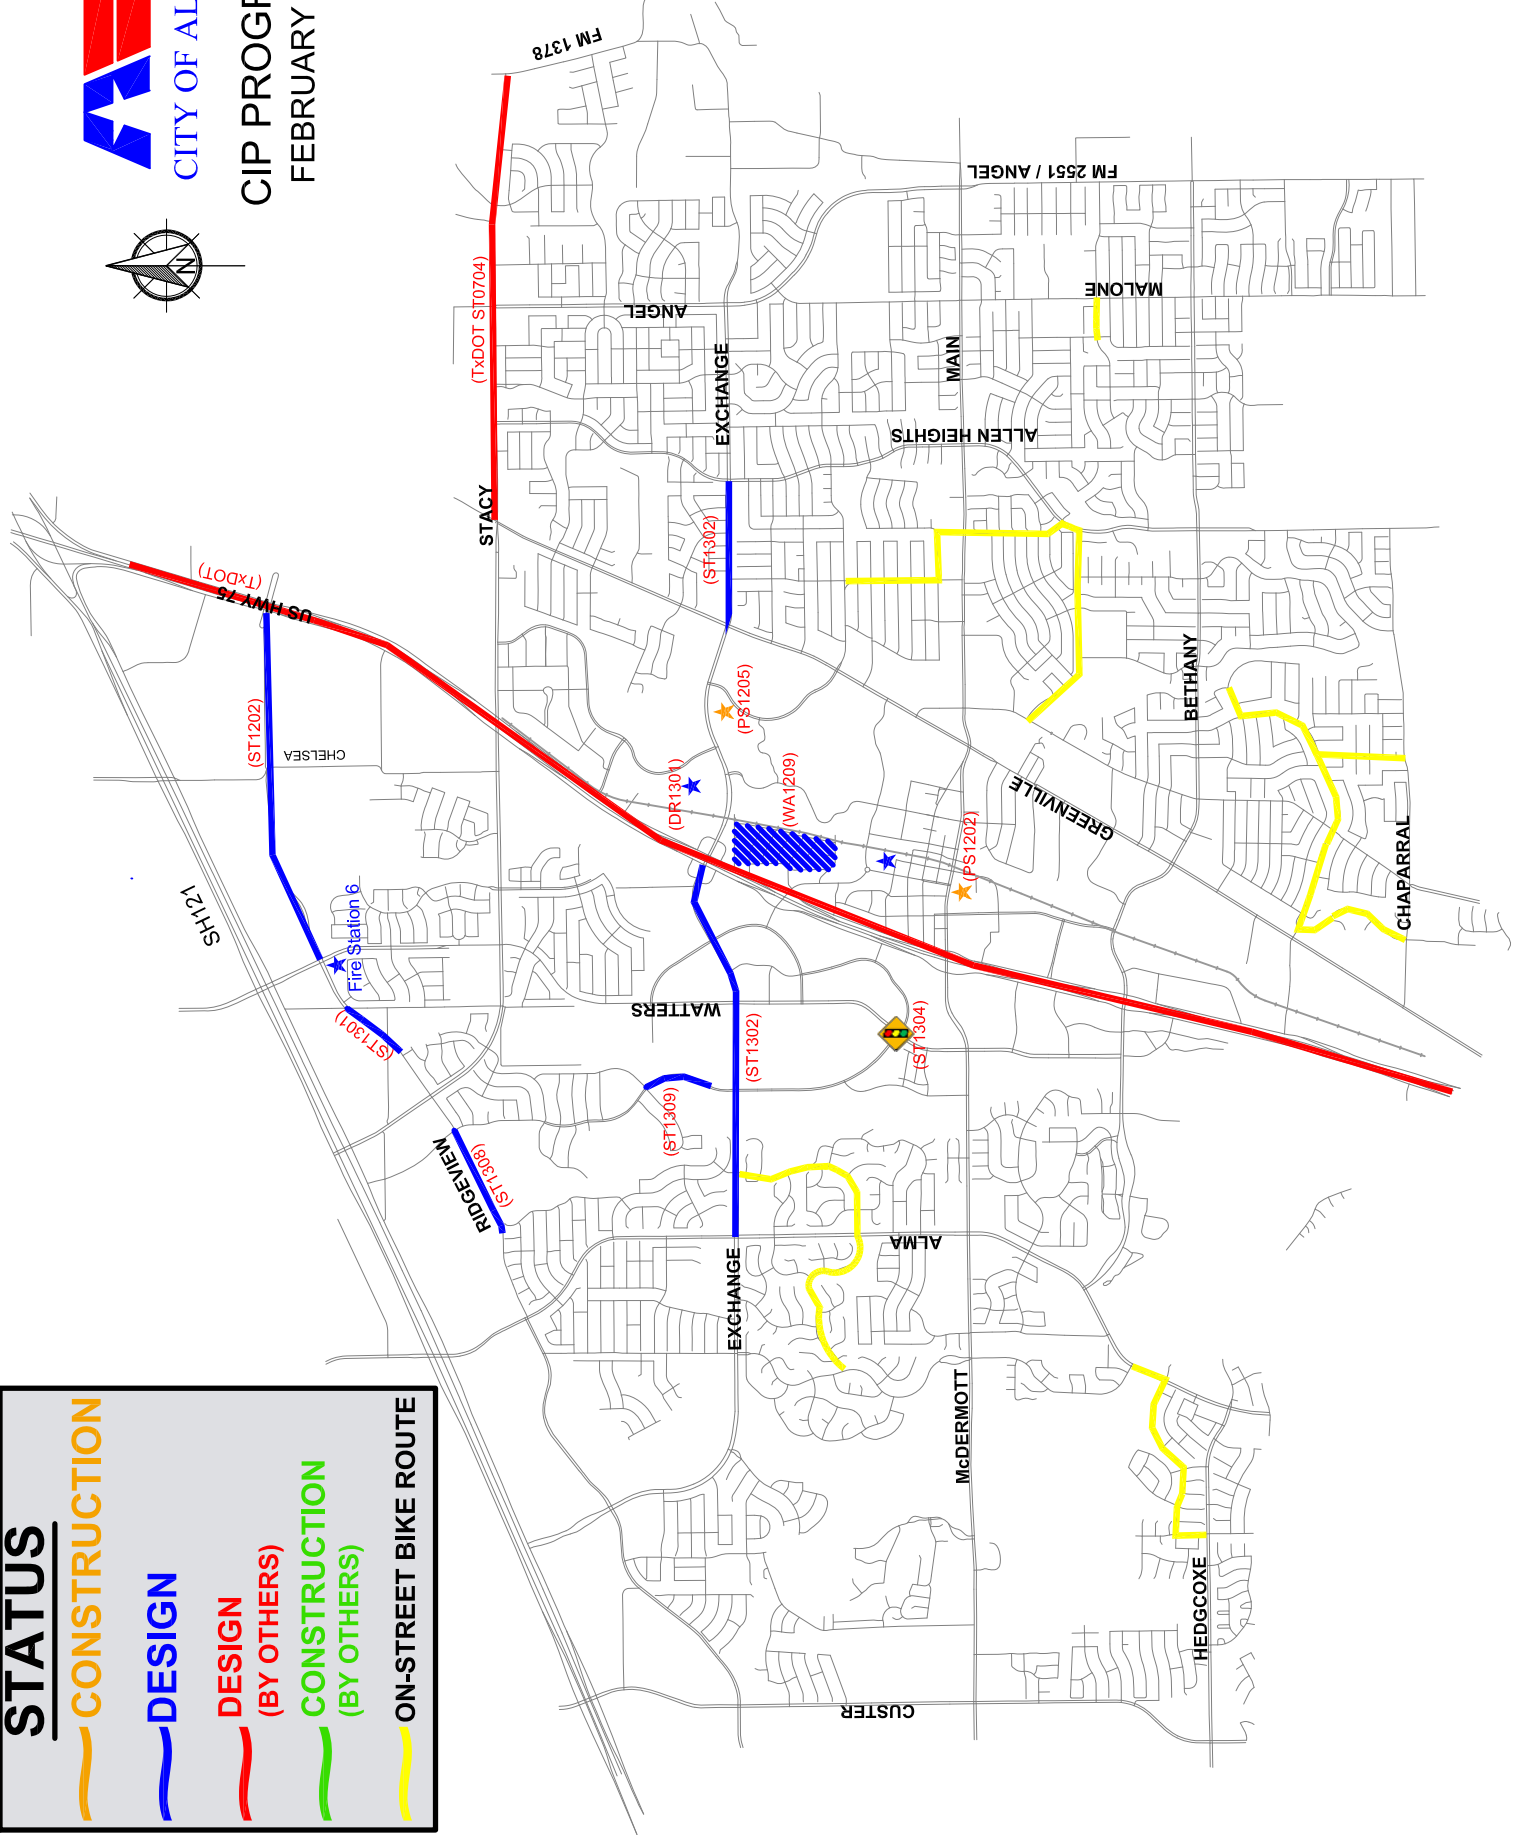 CITY OF AL
CIP PROGR
FEBRUARY
N
STATUS
CONSTRUCTION
DESIGN
DESIGN
(BY OTHERS)
CONSTRUCTION
(BY OTHERS)
ON-STREET BIKE ROUTE
FM 1378
(TxDOT ST0704)
STACY
ANGEL
FM 2551 / ANGEL
EXCHANGE
MAIN
MALONE
ALLEN HEIGHTS
(TxDOT)
US HWY 75
(ST1302)
(ST1202)
CHELSEA
(PS1205)
(DR1301)
(WA1209)
(PS1202)
GREENVILLE
BETHANY
CHAPARRAL
SH121
Fire Station 6
(ST1301)
WATTERS
(ST1302)
(ST1304)
(ST1309)
RIDGEVIEW
(ST1308)
EXCHANGE
ALMA
McDERMOTT
HEDGCOXE
CUSTER